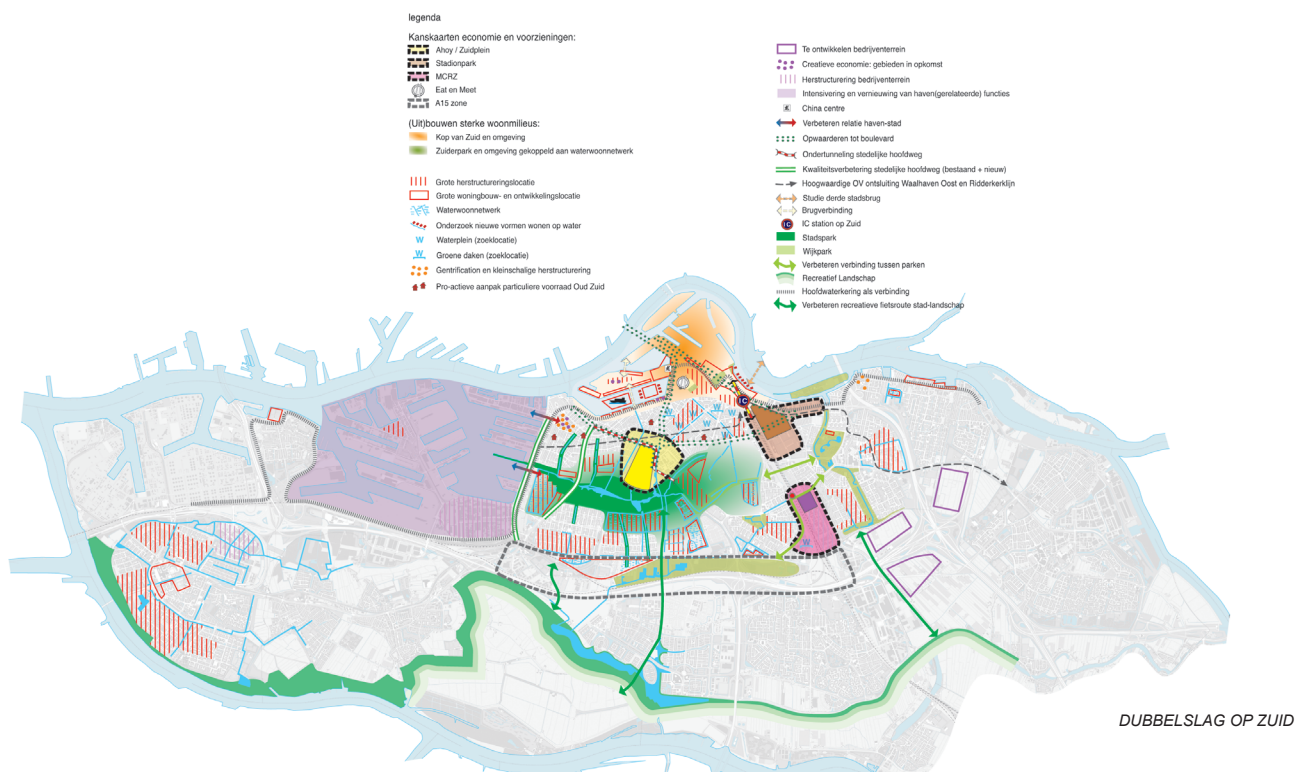 legenda
Kanskaarten economie en voorzieningen:
Ahoy / Zuidplein
Stadionpark
MCRZ
Eat en Meet
A15 zone
(Uit)bouwen sterke woonmilieus:
Kop van Zuid en omgeving
Zuiderpark en omgeving gekoppeld aan waterwoonnetwerk
Grote herstructureringslocatie
Grote woningbouw- en ontwikkelingslocatie
Waterwoonnetwerk
Onderzoek nieuwe vormen wonen op water
W Waterplein (zoeklocatie)
W Groene daken (zoeklocatie)
Gentrification en kleinschalige herstructurering
Pro-actieve aanpak particuliere voorraad Oud Zuid
Te ontwikkelen bedrijventerrein
Creatieve economie: gebieden in opkomst
Herstructurering bedrijventerrein
Intensivering en vernieuwing van haven(gerelateerde) functies
China centre
Verbeteren relatie haven-stad
Opwaarderen tot boulevard
Ondertunneling stedelijke hoofdweg
Kwaliteitsverbetering stedelijke hoofdweg (bestaand + nieuw)
Hoogwaardige OV ontsluiting Waalhaven Oost en Ridderkerklijn
Studie derde stadsbrug
Brugverbinding
IC IC station op Zuid
Stadspark
Wijkpark
Verbeteren verbinding tussen parken
Recreatief Landschap
Hoofdwaterkering als verbinding
Verbeteren recreatieve fietsroute stad-landschap
IC
W W W
W W
W
W
DUBBELSLAG OP ZUID